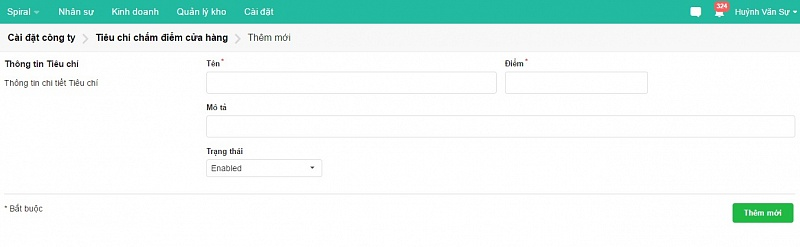 Spiral Nhân sự Kinh doanh Quản lý kho Cài đặt 324 Huỳnh Văn Sự
Cài đặt công ty Tiêu chí chấm điểm cửa hàng Thêm mới
Thông tin Tiêu chí Tên * Điểm *
Thông tin chi tiết Tiêu chí
Mô tả
Trạng thái
Enabled
* Bắt buộc
Thêm mới